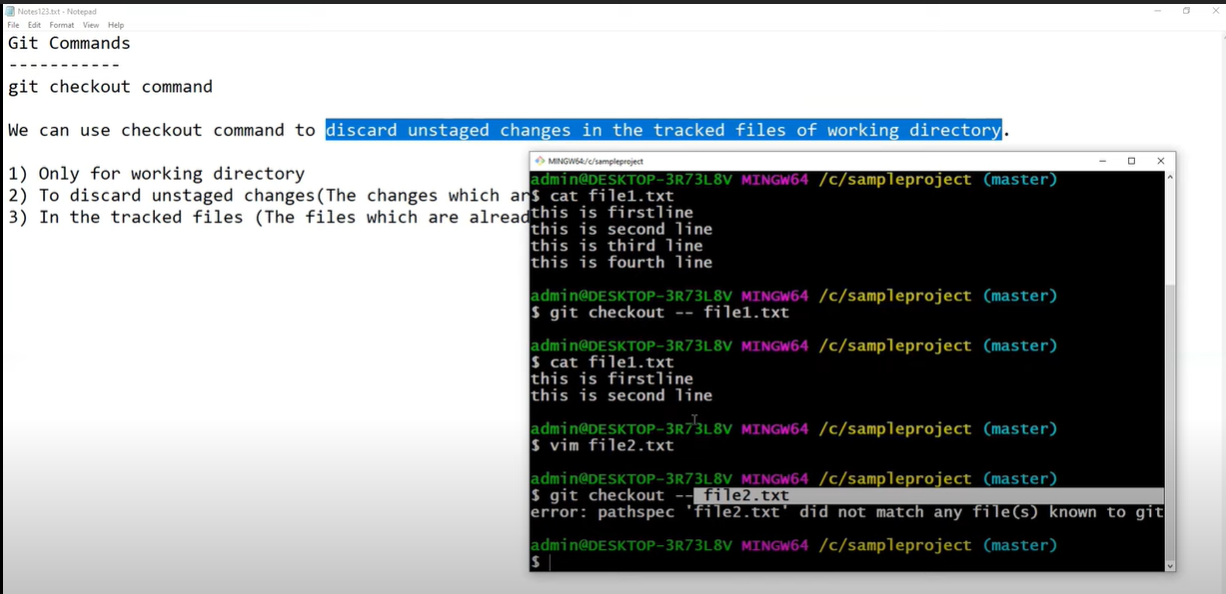 Notes123.txt - Notepad
File Edit Format View Help
Git Commands
-----------
git checkout command
We can use checkout command to discard unstaged changes in the tracked files of working directory.
1) Only for working directory
2) To discard unstaged changes(The changes which ar
3) In the tracked files (The files which are alread
MINGW64:/c/sampleproject
admin@DESKTOP-3R73L8V MINGW64 /c/sampleproject (master)
$ cat file1.txt
this is firstline
this is second line
this is third line
this is fourth line
admin@DESKTOP-3R73L8V MINGW64 /c/sampleproject (master)
$ git checkout -- file1.txt
admin@DESKTOP-3R73L8V MINGW64 /c/sampleproject (master)
$ cat file1.txt
this is firstline
this is second line
admin@DESKTOP-3R73L8V MINGW64 /c/sampleproject (master)
$ vim file2.txt
admin@DESKTOP-3R73L8V MINGW64 /c/sampleproject (master)
$ git checkout -- file2.txt
error: pathspec 'file2.txt' did not match any file(s) known to git
admin@DESKTOP-3R73L8V MINGW64 /c/sampleproject (master)
$